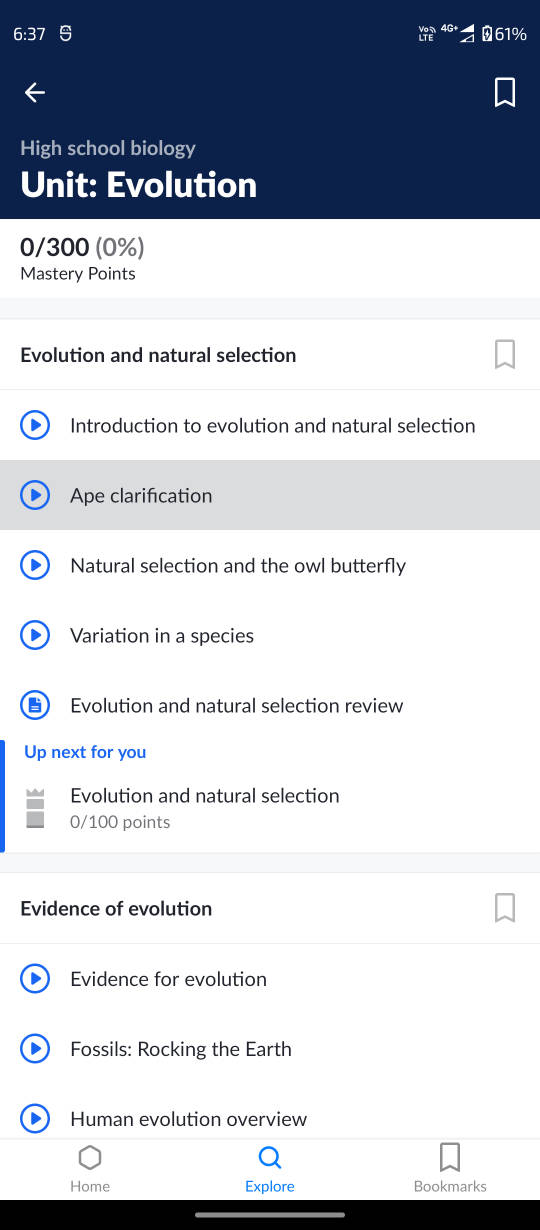 6:37
Vo LTE 4G+ 61%
High school biology
Unit: Evolution
0/300 (0%)
Mastery Points
Evolution and natural selection
Introduction to evolution and natural selection
Ape clarification
Natural selection and the owl butterfly
Variation in a species
Evolution and natural selection review
Up next for you
Evolution and natural selection
0/100 points
Evidence of evolution
Evidence for evolution
Fossils: Rocking the Earth
Human evolution overview
Home Explore Bookmarks